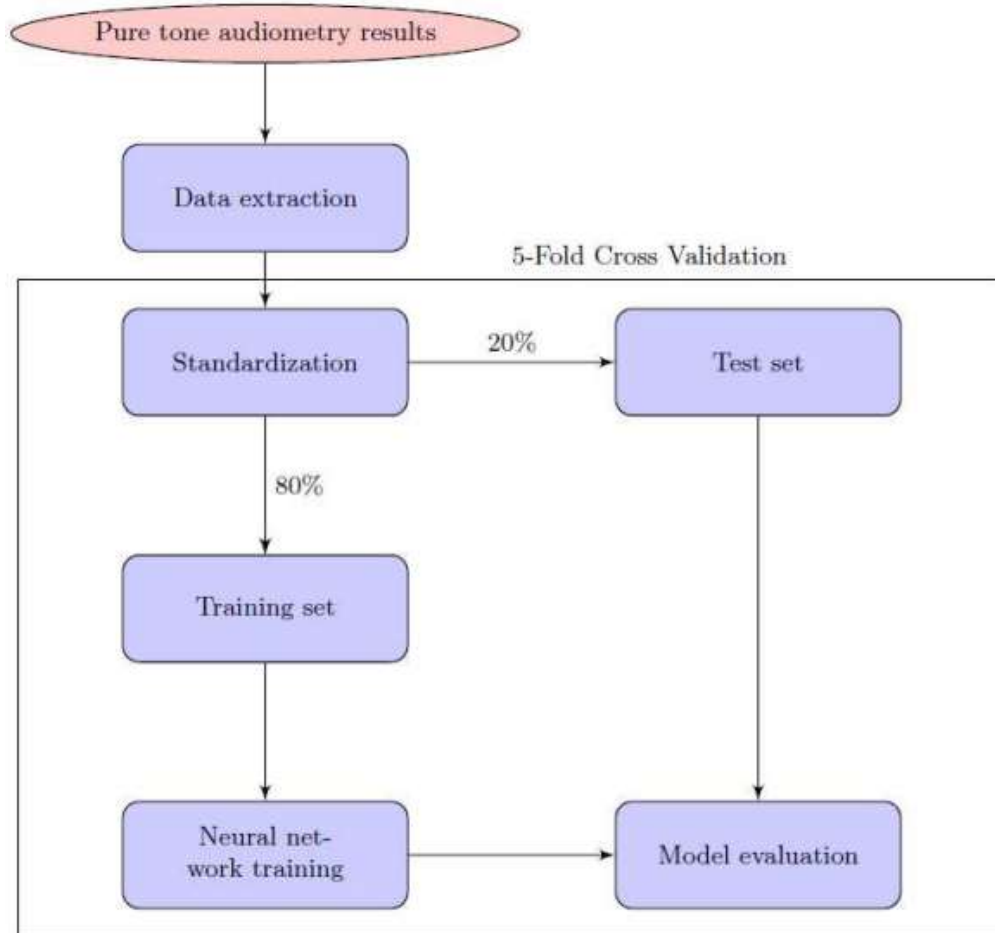 Pure tone audiometry results
Data extraction
5-Fold Cross Validation
Standardization
20%
Test set
80%
Training set
Neural net-
work training
Model evaluation